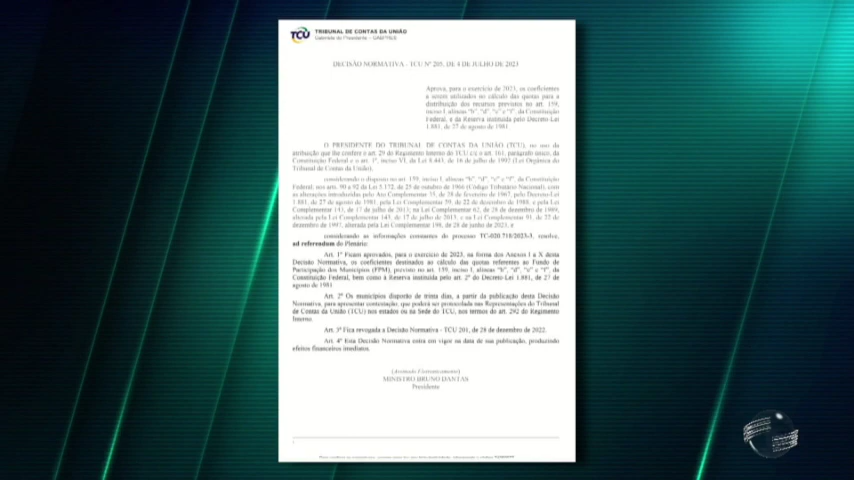 TCU TRIBUNAL DE CONTAS DA UNIÃO
Gabinete do Presidente - GABPRES
DECISÃO NORMATIVA - TCU Nº 205, DE 4 DE JULHO DE 2023
Aprova, para o exercício de 2023, os coeficientes
a serem utilizados no cálculo das quotas para a
distribuição dos recursos previstos no art. 159,
inciso I, alíneas "b", "d", "e" e "f", da Constituição
Federal, e da Reserva instituída pelo Decreto-Lei
1.881, de 27 de agosto de 1981.
O PRESIDENTE DO TRIBUNAL DE CONTAS DA UNIÃO (TCU), no uso da
atribuição que lhe confere o art. 29 do Regimento Interno do TCU c/c o art. 161, parágrafo único, da
Constituição Federal e o art. 1º, inciso VI, da Lei 8.443, de 16 de julho de 1992 (Lei Orgânica do
Tribunal de Contas da União),
considerando o disposto no art. 159, inciso I, alíneas "b", "d", "e" e "f", da Constituição
Federal; nos arts. 90 a 92 da Lei 5.172, de 25 de outubro de 1966 (Código Tributário Nacional), com
as alterações introduzidas pelo Ato Complementar 35, de 28 de fevereiro de 1967, pelo Decreto-Lei
1.881, de 27 de agosto de 1981, pela Lei Complementar 59, de 22 de dezembro de 1988, e pela Lei
Complementar 143, de 17 de julho de 2013; na Lei Complementar 62, de 28 de dezembro de 1989,
alterada pela Lei Complementar 143, de 17 de julho de 2013; e na Lei Complementar 91, de 22 de
dezembro de 1997, alterada pela Lei Complementar 198, de 28 de junho de 2023; e
considerando as informações constantes do processo TC-020.718/2023-3, resolve,
ad referendum do Plenário:
Art. 1º Ficam aprovados, para o exercício de 2023, na forma dos Anexos I a X desta
Decisão Normativa, os coeficientes destinados ao cálculo das quotas referentes ao Fundo de
Participação dos Municípios (FPM), previsto no art. 159, inciso I, alíneas "b", "d", "e" e "f", da
Constituição Federal, bem como à Reserva instituída pelo art. 2º do Decreto-Lei 1.881, de 27 de
agosto de 1981.
Art. 2º Os municípios disporão de trinta dias, a partir da publicação desta Decisão
Normativa, para apresentar contestação, que poderá ser protocolada nas Representações do Tribunal
de Contas da União (TCU) nos estados ou na Sede do TCU, nos termos do art. 292 do Regimento
Interno.
Art. 3º Fica revogada a Decisão Normativa - TCU 201, de 28 de dezembro de 2022.
Art. 4º Esta Decisão Normativa entra em vigor na data de sua publicação, produzindo
efeitos financeiros imediatos.
(Assinado Eletronicamente)
MINISTRO BRUNO DANTAS
Presidente